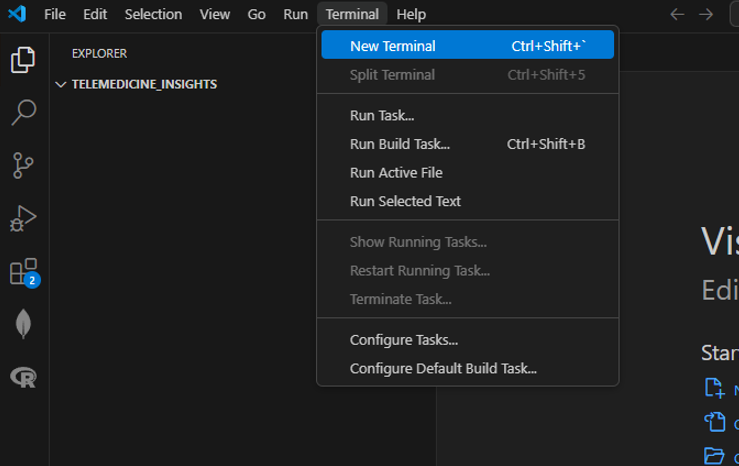 File Edit Selection View Go Run Terminal Help
EXPLORER
TELEMEDICINE_INSIGHTS
New Terminal Ctrl+Shift+`
Split Terminal Ctrl+Shift+5
Run Task...
Run Build Task... Ctrl+Shift+B
Run Active File
Run Selected Text
Show Running Tasks...
Restart Running Task...
Terminate Task...
Configure Tasks...
Configure Default Build Task...
2
R
Vis
Edi
Star